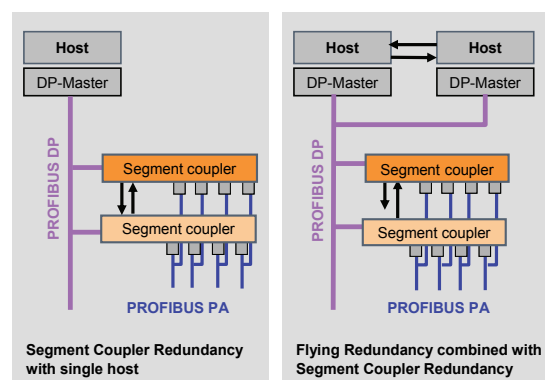 Host
DP-Master
PROFIBUS DP
Segment coupler
Segment coupler
PROFIBUS PA
Segment Coupler Redundancy
with single host
Host
Host
DP-Master
DP-Master
PROFIBUS DP
Segment coupler
Segment coupler
PROFIBUS PA
Flying Redundancy combined with
Segment Coupler Redundancy